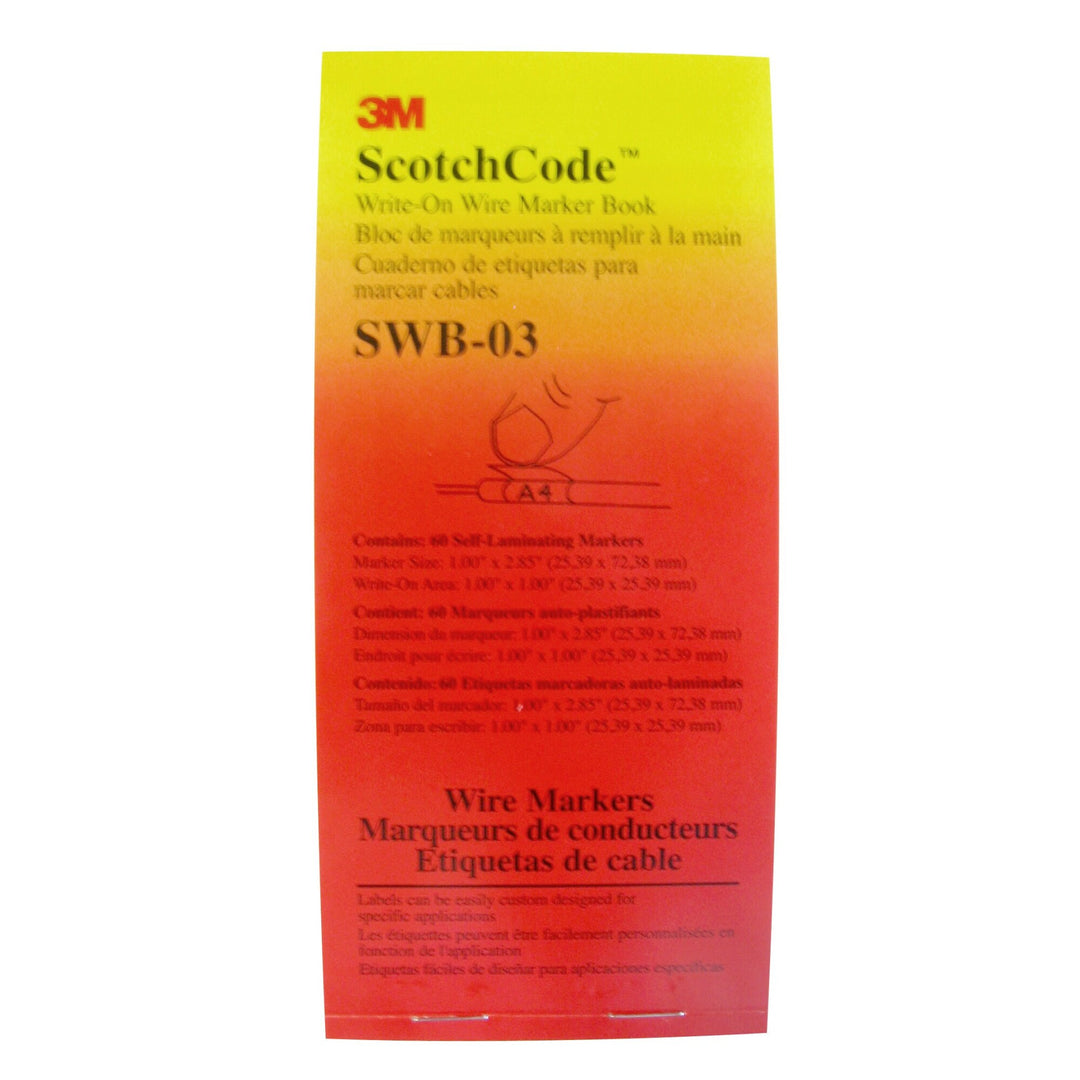 3M
ScotchCode™
Write-On Wire Marker Book
Bloc de marqueurs à remplir à la main
Cuaderno de etiquetas para
marcar cables
SWB-03
A4
Contains: 60 Self-Laminating Markers
Marker Size: 1.00" x 2.85" (25,39 x 72,38 mm)
Write-On Area: 1.00" x 1.00" (25,39 x 25,39 mm)
Contient: 60 Marqueurs auto-plastifiants
Dimension du marqueur: 1.00" x 2.85" (25,39 x 72,38 mm)
Endroit pour écrire: 1.00" x 1.00" (25,39 x 25,39 mm)
Contenido: 60 Etiquetas marcadoras auto-laminadas
Tamaño del marcador: 1.00" x 2.85" (25,39 x 72,38 mm)
Zona para escribir: 1.00" x 1.00" (25,39 x 25,39 mm)
Wire Markers
Marqueurs de conducteurs
Etiquetas de cable
Labels can be easily custom designed for
specific applications
Les étiquettes peuvent être facilement personnalisées en
fonction de l'application
Etiquetas fáciles de diseñar para aplicaciones específicas